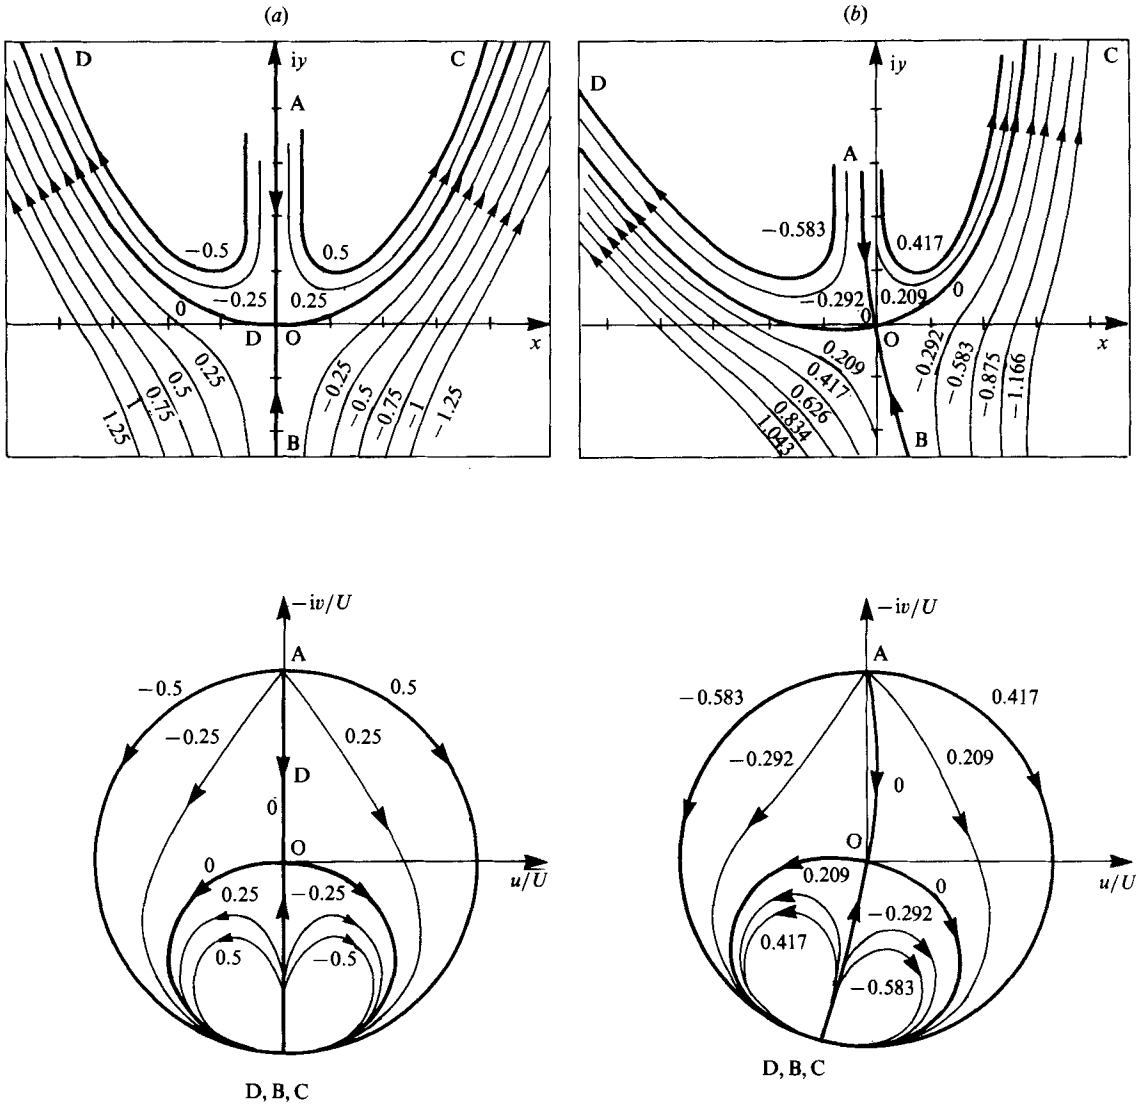 (a)
D
iy
C
A
−0.5
0.5
0
−0.25
0.25
D
O
x
0.25
0.5
0.75
1
1.25
−0.25
−0.5
−0.75
−1
−1.25
B
(b)
D
iy
C
A
−0.583
0.417
−0.292
0.209
0
0
O
x
0.209
0.417
0.626
0.834
1.043
−0.292
−0.583
−0.875
−1.166
B
−iv/U
A
−0.5
0.5
−0.25
0.25
D
0
O
u/U
0
0.25
−0.25
0.5
−0.5
D, B, C
−iv/U
A
−0.583
0.417
−0.292
0.209
0
O
u/U
0.209
0
−0.292
0.417
−0.583
D, B, C